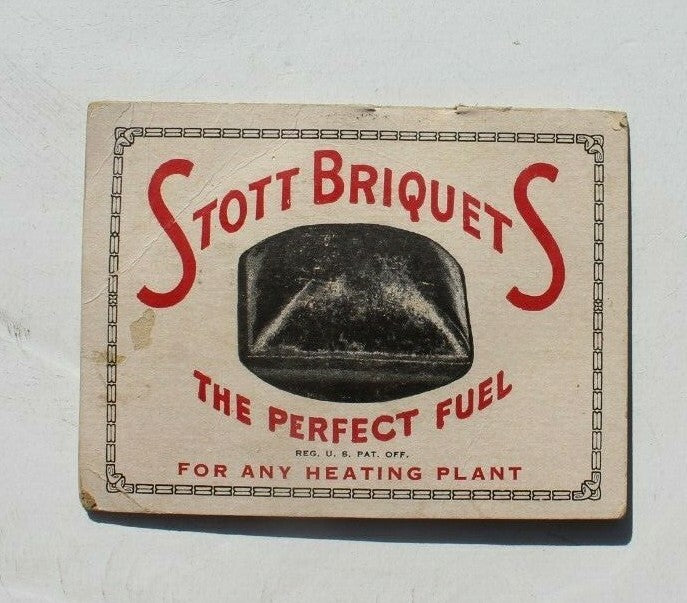 STOTT BRIQUETS
THE PERFECT FUEL
REG. U. S. PAT. OFF.
FOR ANY HEATING PLANT